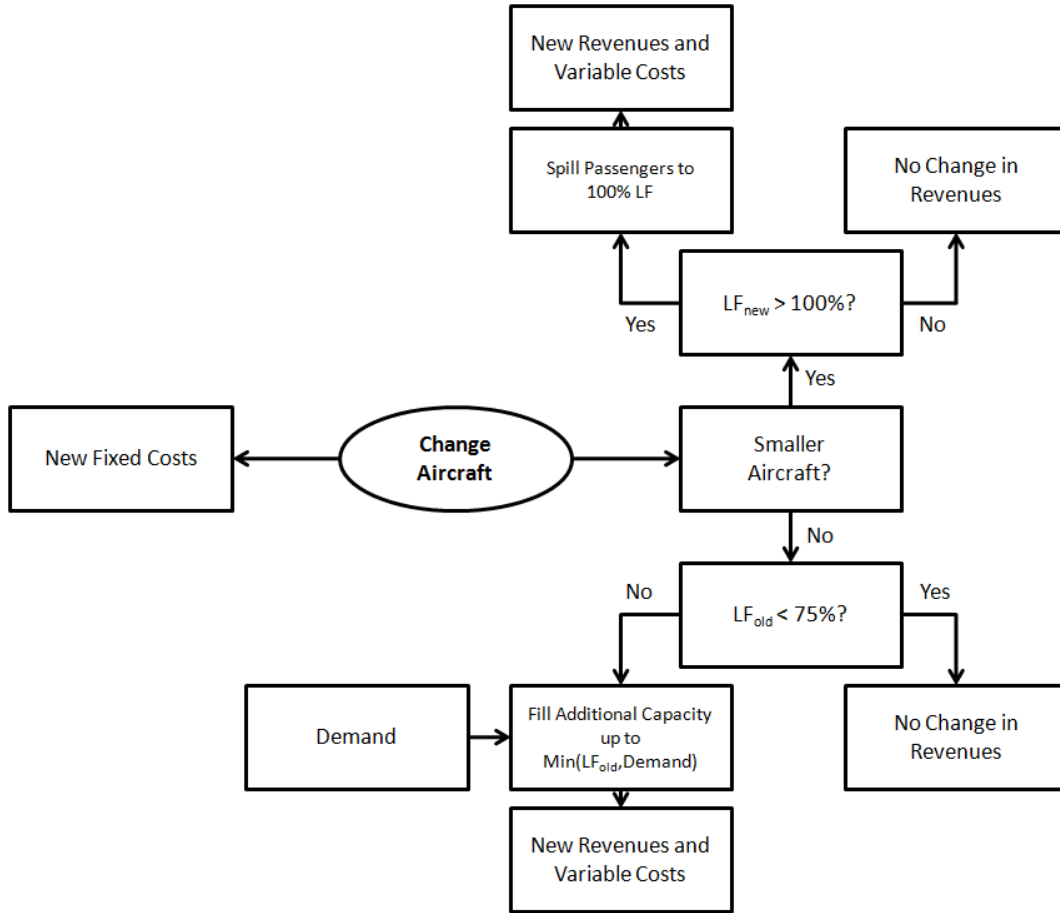 New Revenues and
Variable Costs
Spill Passengers to
100% LF
No Change in
Revenues
LFnew > 100%?
Yes
No
Yes
New Fixed Costs
Change
Aircraft
Smaller
Aircraft?
No
No
Yes
LFold < 75%?
Demand
Fill Additional Capacity
up to
Min(LFold,Demand)
No Change in
Revenues
New Revenues and
Variable Costs